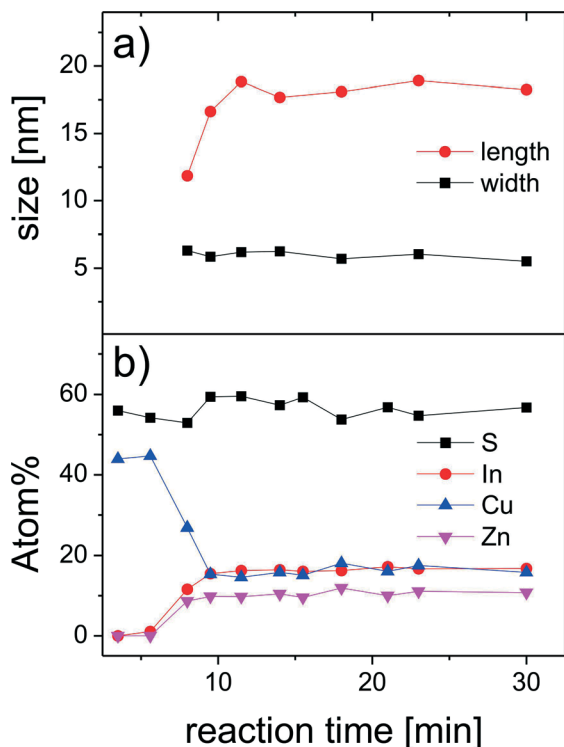 a)
size [nm]
20
15
10
5
length
width
b)
Atom%
60
40
20
0
S
In
Cu
Zn
10
20
30
reaction time [min]